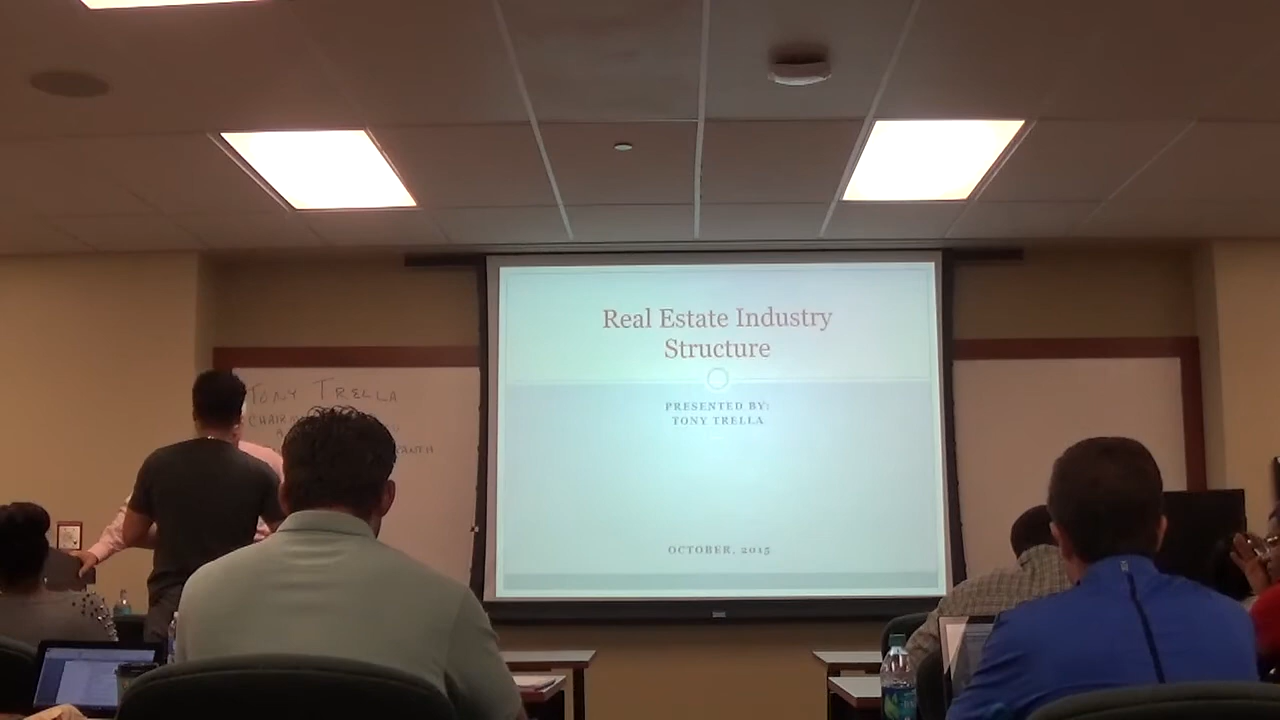 TONY TRELLA
Real Estate Industry
Structure
PRESENTED BY:
TONY TRELLA
OCTOBER, 2015